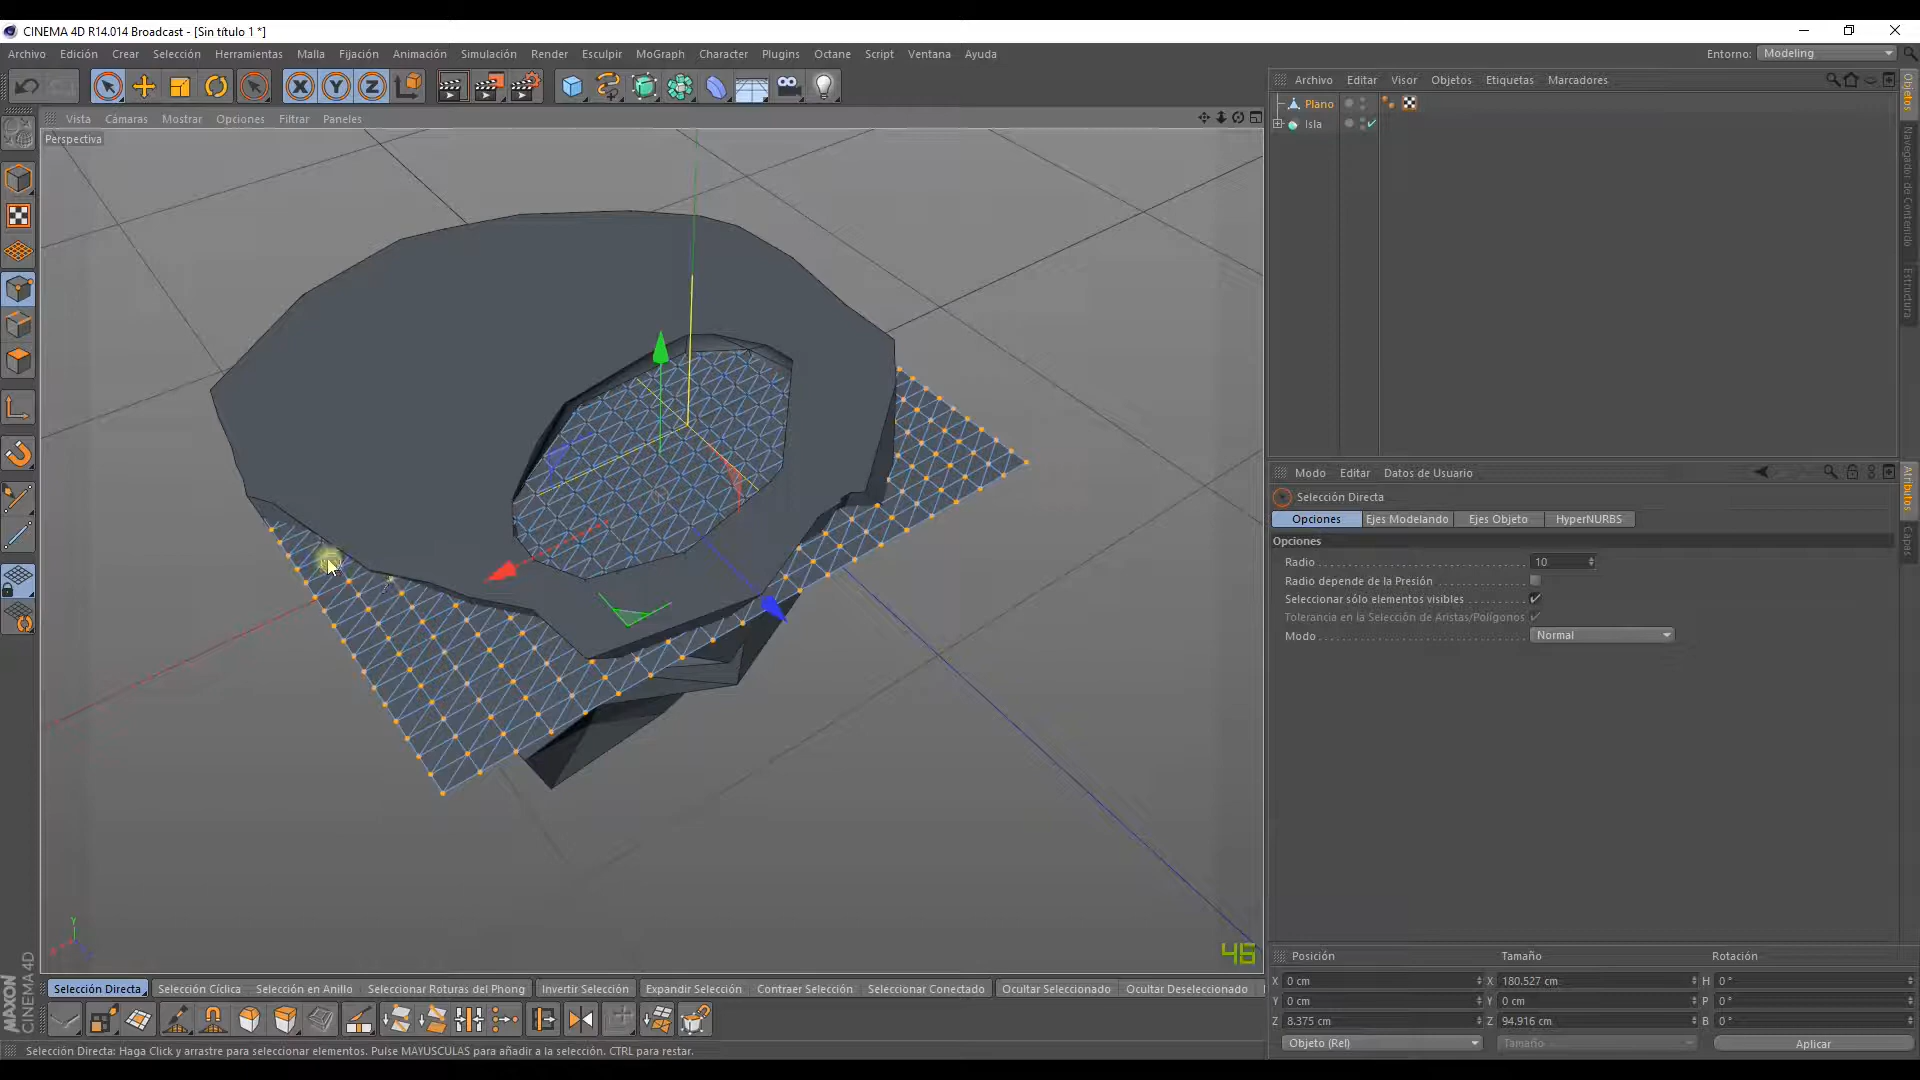 CINEMA 4D R14.014 Broadcast - [Sin título 1 *]
Archivo Edición Crear Selección Herramientas Malla Fijación Animación Simulación Render Esculpir MoGraph Character Plugins Octane Script Ventana Ayuda
Entorno: Modeling
Vista Cámaras Mostrar Opciones Filtrar Paneles
Perspectiva
X Y Z
Archivo Editar Visor Objetos Etiquetas Marcadores
Plano
Isla
Objetos
Navegador de Contenido
Estructura
Modo Editar Datos de Usuario
Selección Directa
Opciones Ejes Modelando Ejes Objeto HyperNURBS
Opciones
Radio 10
Radio depende de la Presión
Seleccionar sólo elementos visibles
Tolerancia en la Selección de Aristas/Polígonos
Modo Normal
Atributos
Capas
Y
46
Posición Tamaño Rotación
X 0 cm X 180.527 cm H 0 °
Y 0 cm Y 0 cm P 0 °
Z 8.375 cm Z 94.916 cm B 0 °
Objeto (Rel) Tamaño Aplicar
Selección Directa Selección Cíclica Selección en Anillo Seleccionar Roturas del Phong Invertir Selección Expandir Selección Contraer Selección Seleccionar Conectado Ocultar Seleccionado Ocultar Deseleccionado
MAXON
CINEMA 4D
Selección Directa: Haga Click y arrastre para seleccionar elementos. Pulse MAYUSCULAS para añadir a la selección. CTRL para restar.